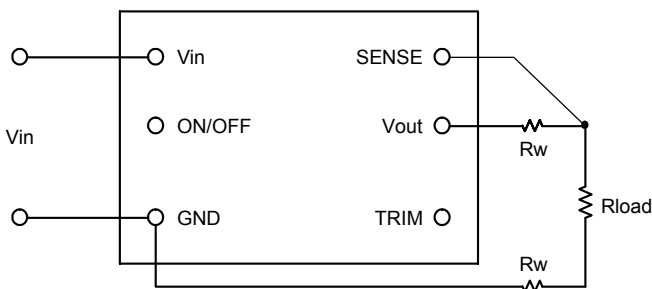 Vin
SENSE
Vin
ON/OFF
Vout
Rw
GND
TRIM
Rload
Rw